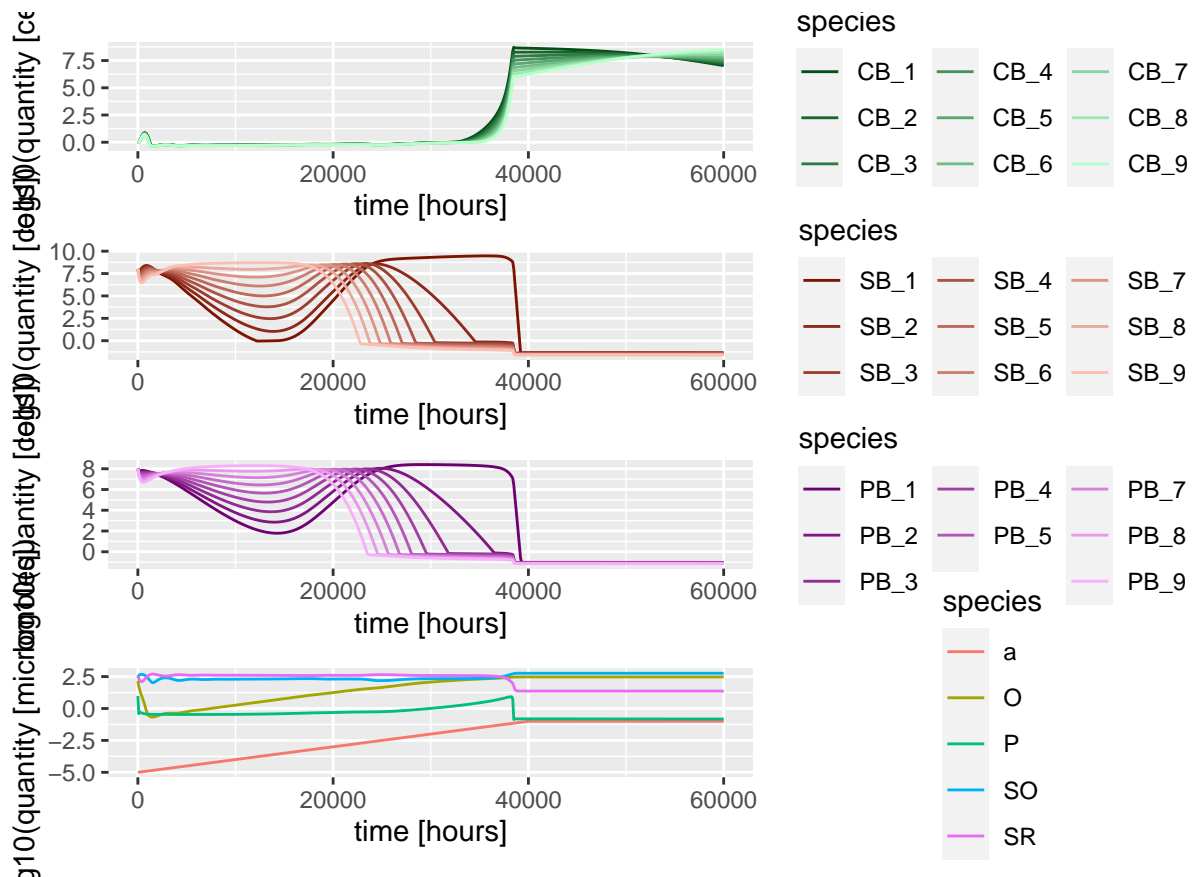 species
7.5
5.0
2.5
0.0
0 20000 40000 60000
time [hours]
CB_1 CB_4 CB_7
CB_2 CB_5 CB_8
CB_3 CB_6 CB_9
species
10.0
7.5
5.0
2.5
0.0
0 20000 40000 60000
time [hours]
SB_1 SB_4 SB_7
SB_2 SB_5 SB_8
SB_3 SB_6 SB_9
species
8
6
4
2
0
0 20000 40000 60000
time [hours]
PB_1 PB_4 PB_7
PB_2 PB_5 PB_8
PB_3 PB_9
species
2.5
0.0
−2.5
−5.0
0 20000 40000 60000
time [hours]
a
O
P
SO
SR